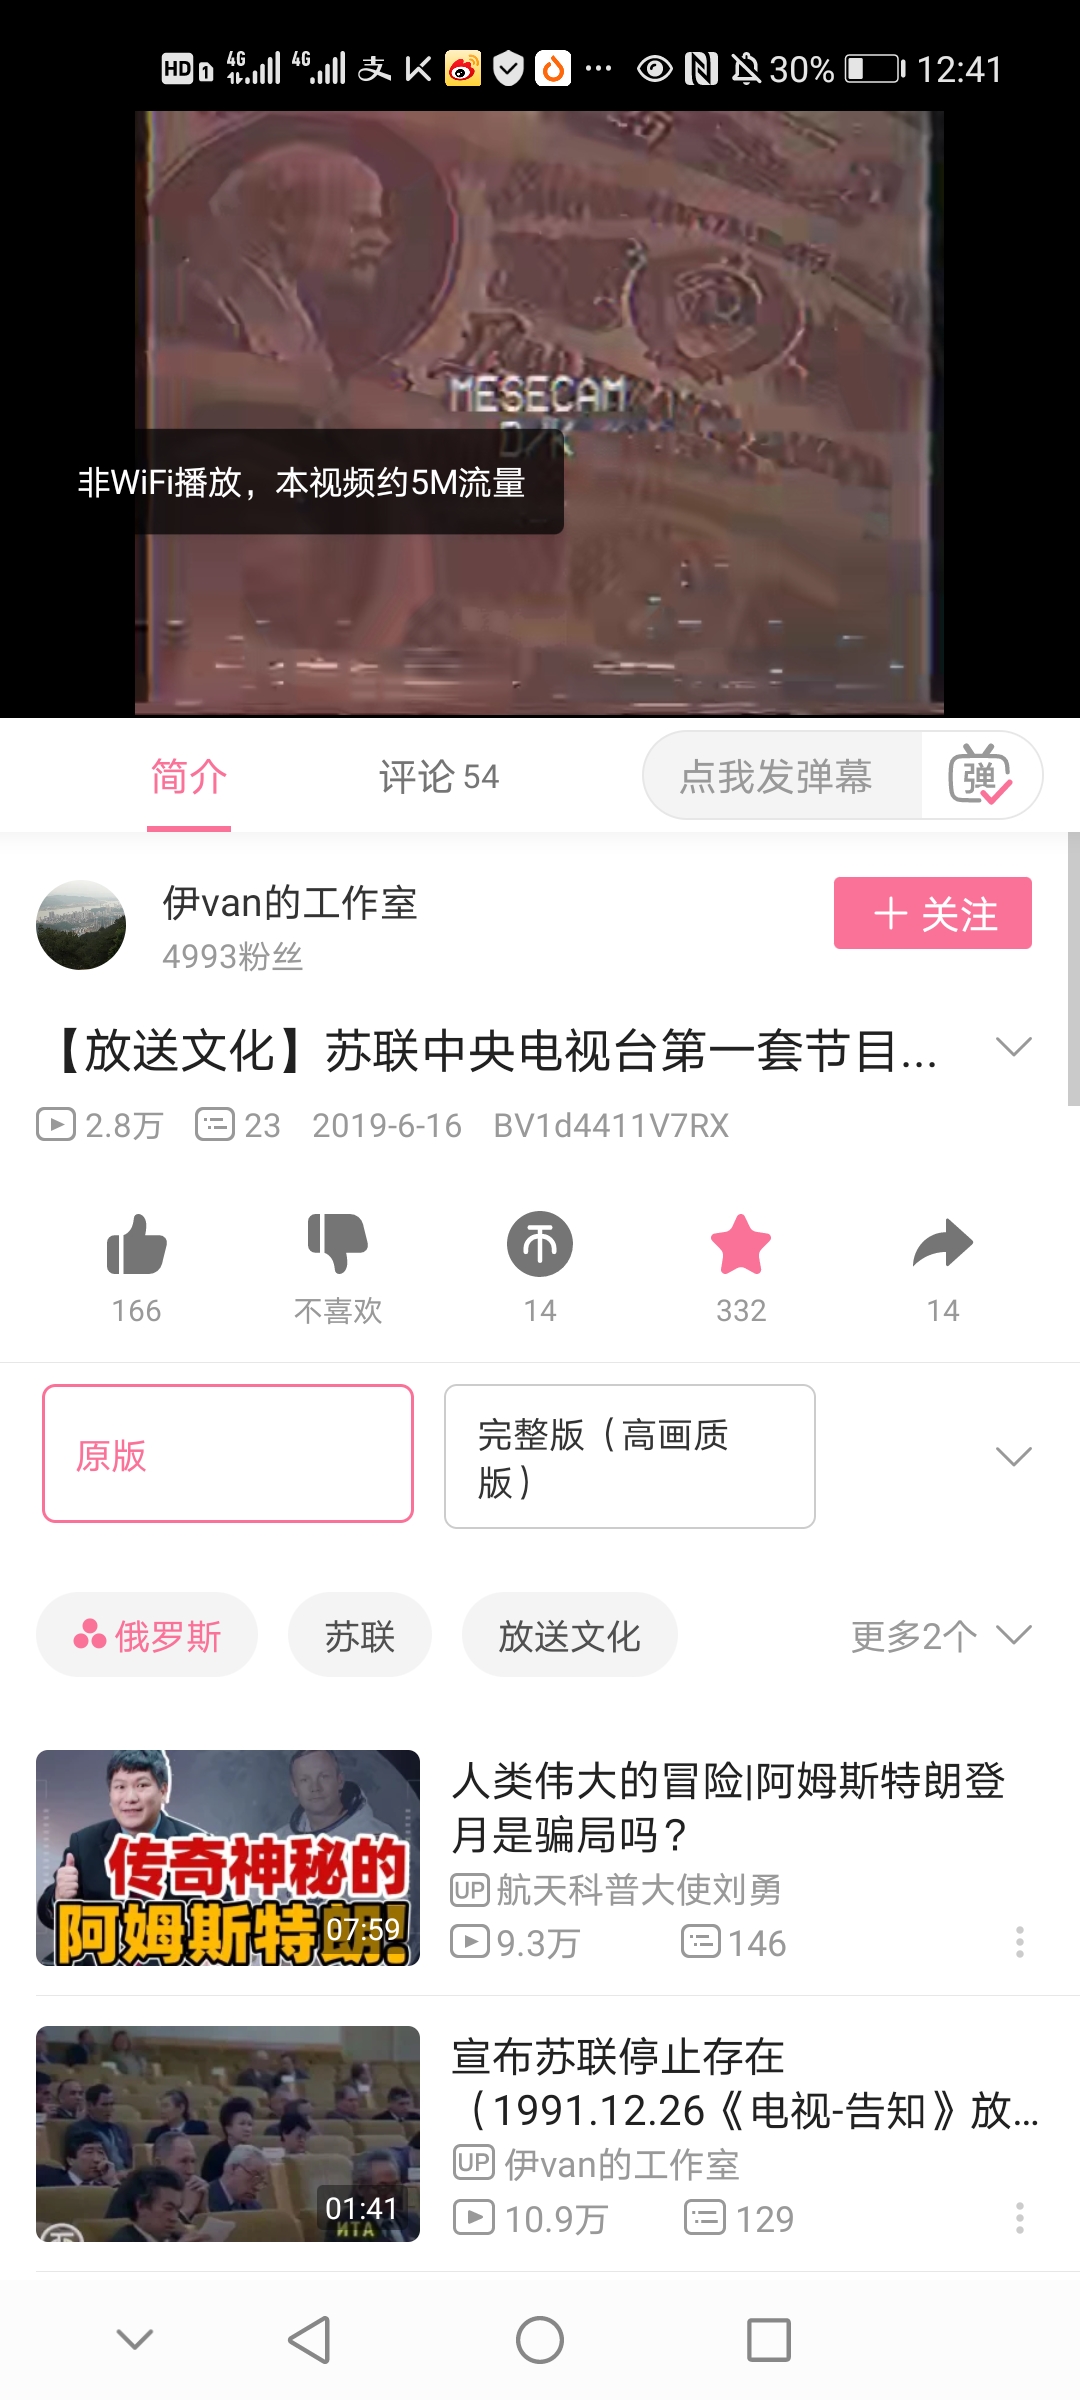 HD 1 4G 4G 30% 12:41
MESECAM
D/K
非WiFi播放，本视频约5M流量
简介 评论 54 点我发弹幕 弹
伊van的工作室
4993粉丝
＋ 关注
【放送文化】苏联中央电视台第一套节目...
2.8万 23 2019-6-16 BV1d4411V7RX
166 不喜欢 14 332 14
原版
完整版（高画质
版）
俄罗斯 苏联 放送文化 更多2个
传奇神秘的
阿姆斯特朗!
07:59
人类伟大的冒险|阿姆斯特朗登
月是骗局吗？
UP 航天科普大使刘勇
9.3万 146
01:41
ИТА
宣布苏联停止存在
（1991.12.26《电视-告知》放...
UP 伊van的工作室
10.9万 129